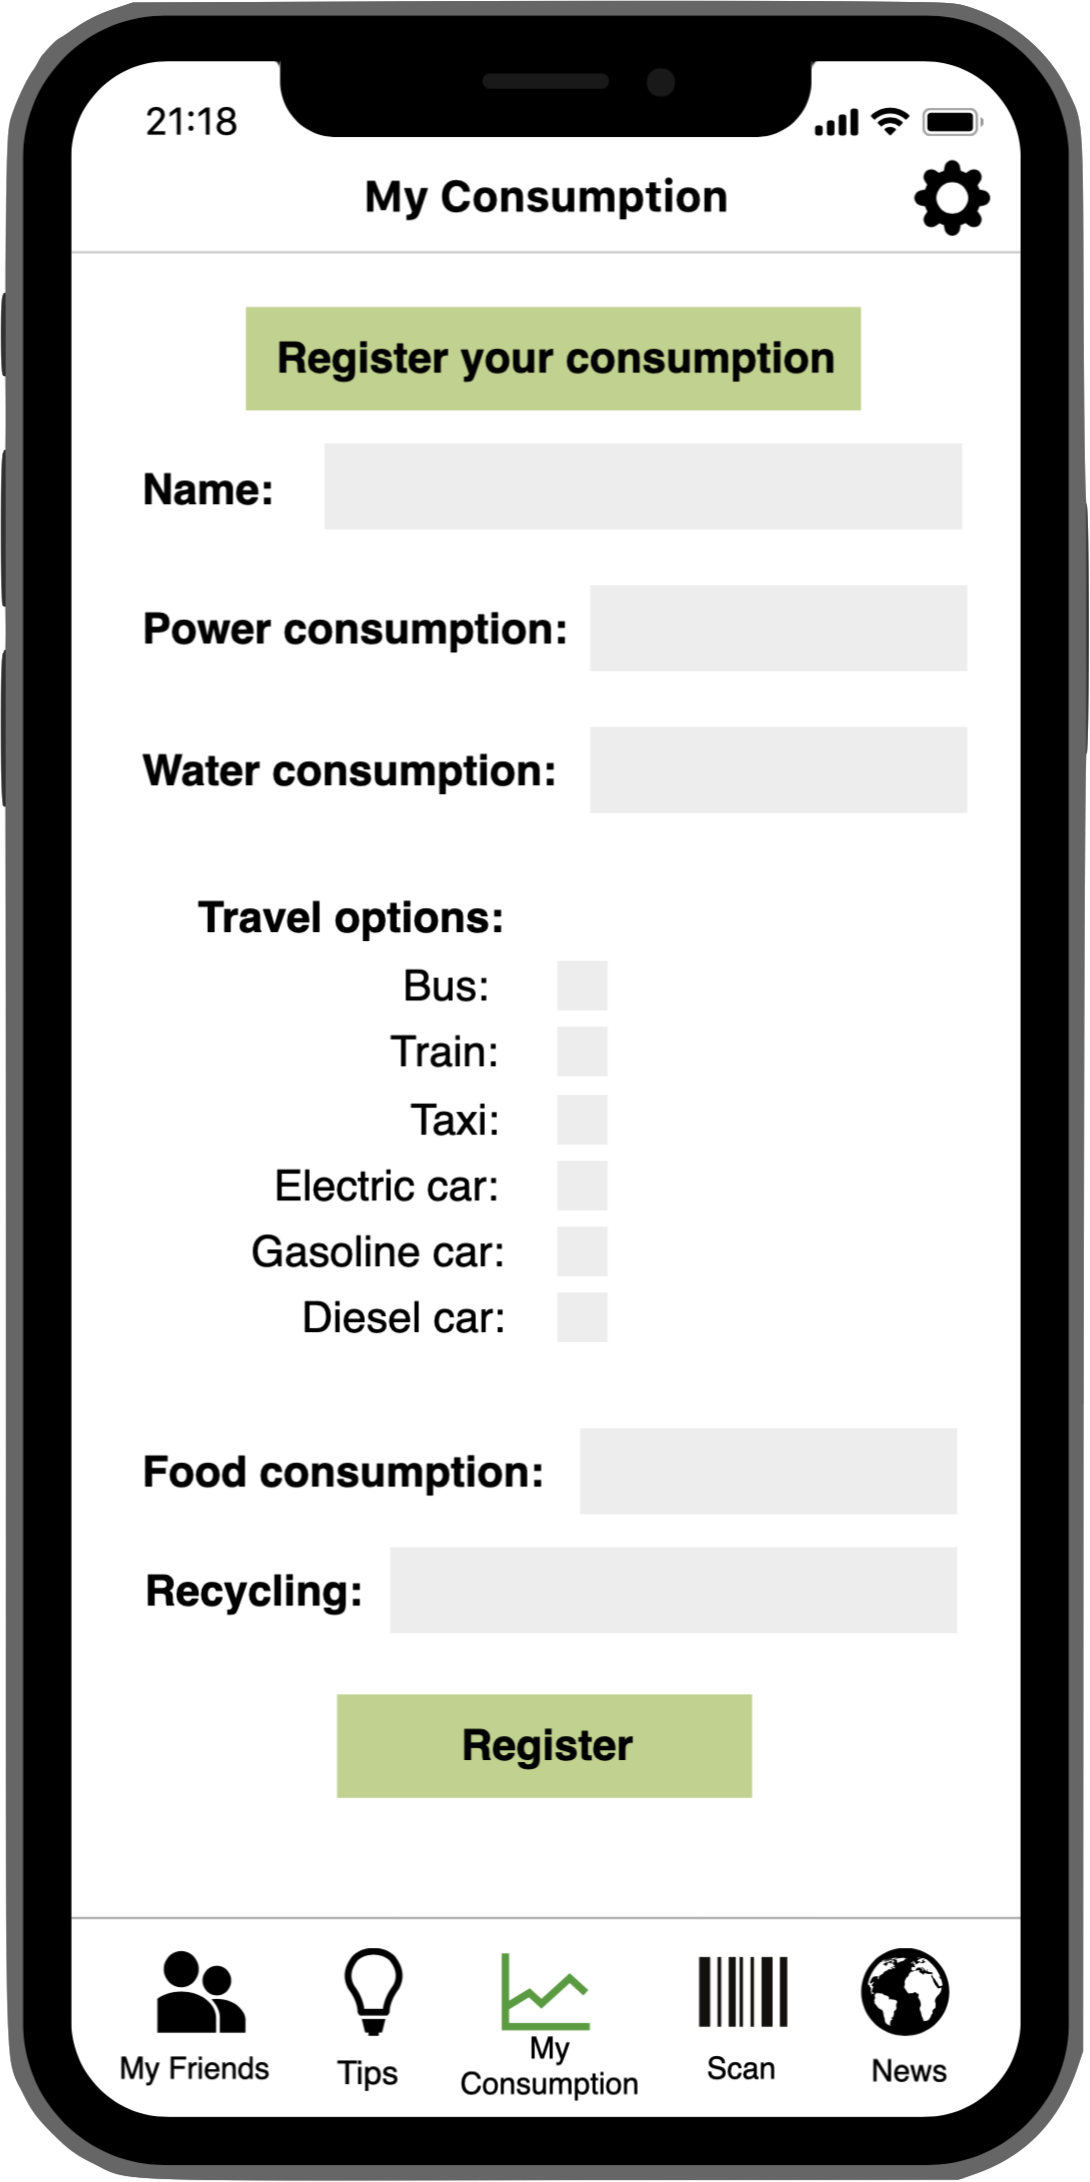 21:18
My Consumption
Register your consumption
Name:
Power consumption:
Water consumption:
Travel options:
Bus:
Train:
Taxi:
Electric car:
Gasoline car:
Diesel car:
Food consumption:
Recycling:
Register
My Friends
Tips
My
Consumption
Scan
News